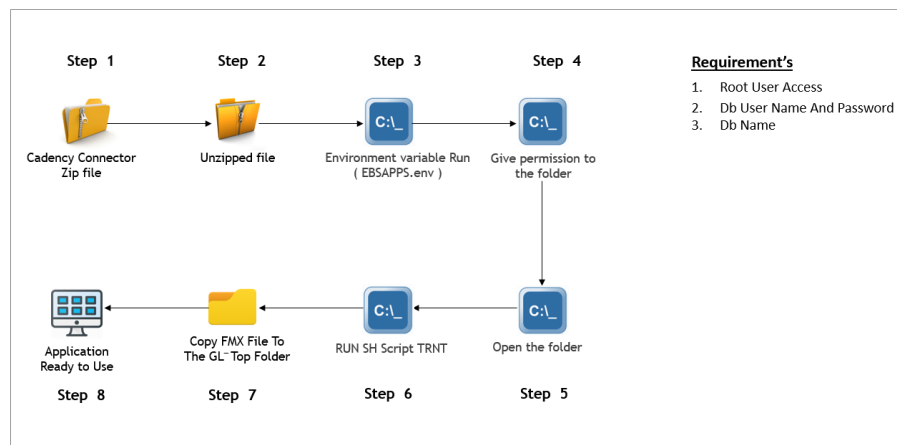 Step 1
Step 2
Step 3
Step 4
Requirement's
1. Root User Access
2. Db User Name And Password
3. Db Name
C:\_
C:\_
Cadency Connector
Zip file
Unzipped file
Environment variable Run
( EBSAPPS.env )
Give permission to
the folder
C:\_
C:\_
Application
Ready to Use
Copy FMX File To
The GL‾Top Folder
RUN SH Script TRNT
Open the folder
Step 8
Step 7
Step 6
Step 5